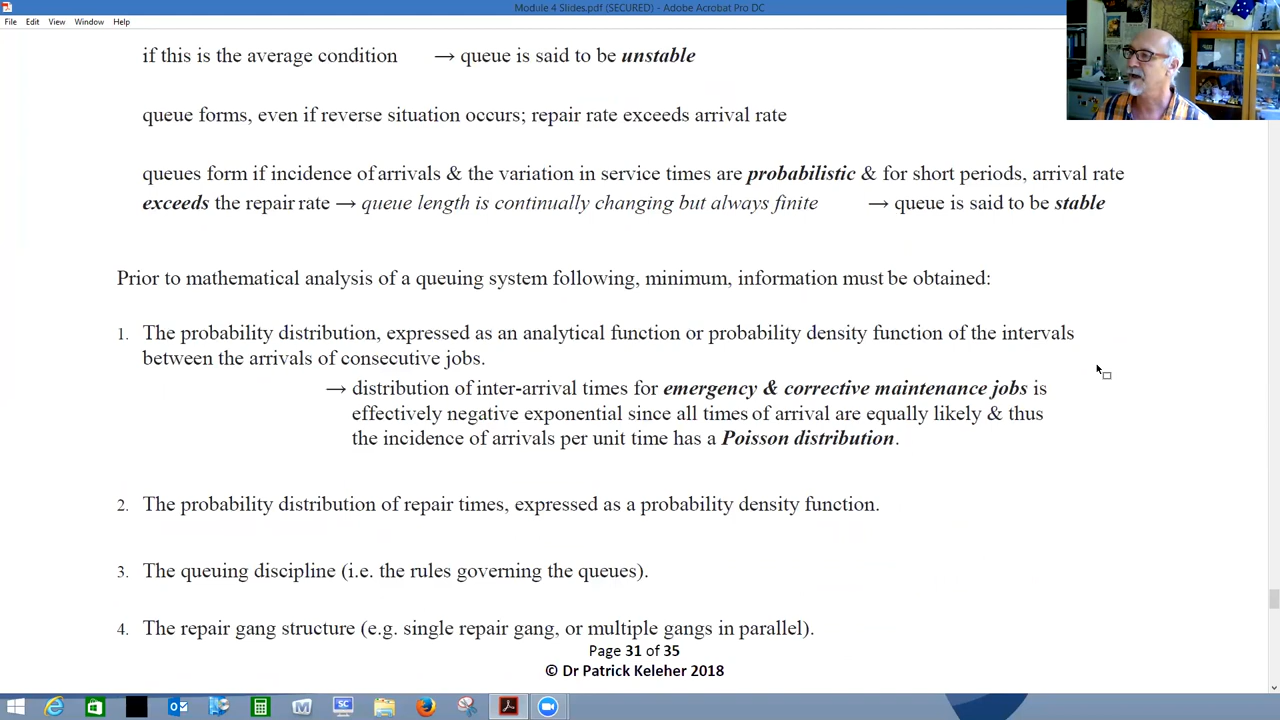 Module 4 Slides.pdf (SECURED) - Adobe Acrobat Pro DC
File Edit View Window Help
if this is the average condition → queue is said to be unstable
queue forms, even if reverse situation occurs; repair rate exceeds arrival rate
queues form if incidence of arrivals & the variation in service times are probabilistic & for short periods, arrival rate
exceeds the repair rate → queue length is continually changing but always finite → queue is said to be stable
Prior to mathematical analysis of a queuing system following, minimum, information must be obtained:
1. The probability distribution, expressed as an analytical function or probability density function of the intervals
between the arrivals of consecutive jobs.
→ distribution of inter-arrival times for emergency & corrective maintenance jobs is
effectively negative exponential since all times of arrival are equally likely & thus
the incidence of arrivals per unit time has a Poisson distribution.
2. The probability distribution of repair times, expressed as a probability density function.
3. The queuing discipline (i.e. the rules governing the queues).
4. The repair gang structure (e.g. single repair gang, or multiple gangs in parallel).
Page 31 of 35
© Dr Patrick Keleher 2018